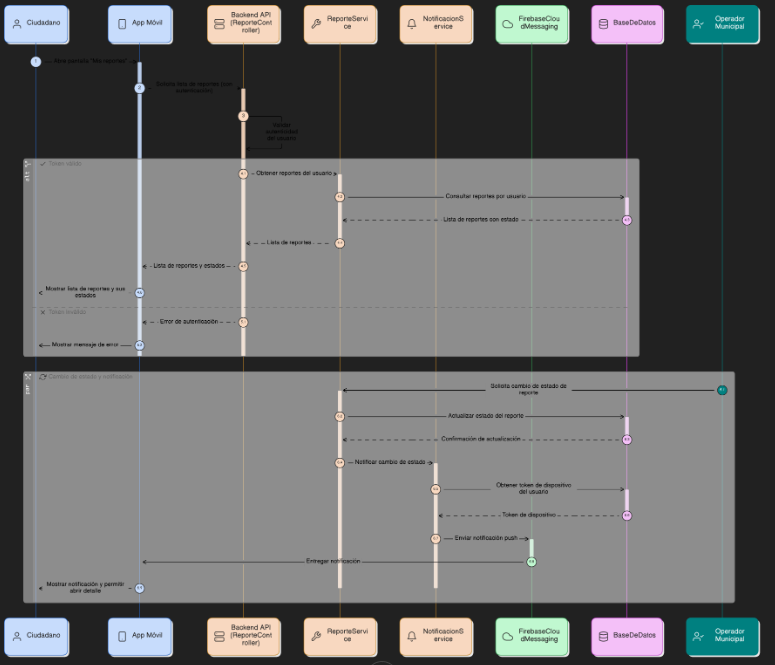 Ciudadano
App Móvil
Backend API
(ReporteCont
roller)
ReporteServi
ce
NotificacionS
ervice
FirebaseClou
dMessaging
BaseDeDatos
Operador
Municipal
Abre pantalla "Mis reportes"
Solicita lista de reportes (con
autenticación)
Validar
autenticidad
del usuario
alt
Token válido
Obtener reportes del usuario
Consultar reportes por usuario
Lista de reportes con estado
Lista de reportes
Lista de reportes y estados
Mostrar lista de reportes y sus
estados
Token inválido
Error de autenticación
Mostrar mensaje de error
par
Cambio de estado y notificación
Solicita cambio de estado de
reporte
Actualizar estado del reporte
Confirmación de actualización
Notificar cambio de estado
Obtener token de dispositivo
del usuario
Token de dispositivo
Enviar notificación push
Entregar notificación
Mostrar notificación y permitir
abrir detalle
Ciudadano
App Móvil
Backend API
(ReporteCont
roller)
ReporteServi
ce
NotificacionS
ervice
FirebaseClou
dMessaging
BaseDeDatos
Operador
Municipal